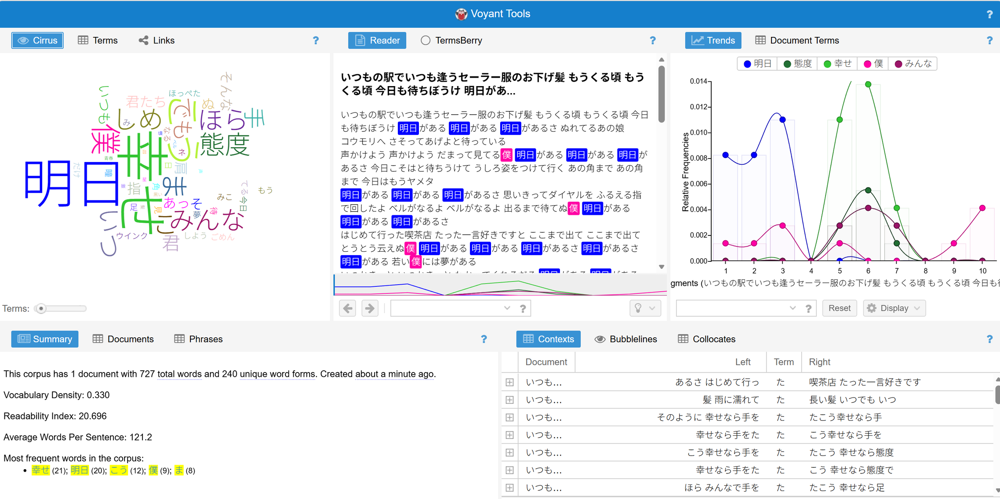 Voyant Tools
?
Cirrus Terms Links ?
いつも
君たち
ほっぺた
ぬ
そんな
しめ
み
でも
ほら
手
僕
頃
なる
ベル
態度
青春
出
ネ
って
明日
だけ
瞳
幸せ
日
肩
声
娘
指
星
角
黒い
ま
てる
もう
みこ
今日
足
髪
見
あっそ
夢
待
いつ
こ
みんな
ウインク
君
しよう
ごめん
Terms:
Reader TermsBerry ?
いつもの駅でいつも逢うセーラー服のお下げ髪 もうくる頃 もう
くる頃 今日も待ちぼうけ 明日があ...
いつもの駅でいつも逢うセーラー服のお下げ髪 もうくる頃 もうくる頃 今日
も待ちぼうけ 明日がある 明日がある 明日があるさ ぬれてるあの娘
コウモリへ さそってあげよと待っている
声かけよう 声かけよう だまって見てる僕 明日がある 明日がある 明日が
あるさ 今日こそはと待ちうけて うしろ姿をつけて行く あの角まで あの角
まで 今日はもうヤメタ
明日がある 明日がある 明日があるさ 思いきってダイヤルを ふるえる指
で回したよ ベルがなるよ ベルがなるよ 出るまで待てぬ僕 明日がある
明日がある 明日があるさ
はじめて行った喫茶店 たった一言好きですと ここまで出て ここまで出て
とうとう云えぬ僕 明日がある 明日がある 明日があるさ 明日があるさ
明日がある 若い僕には夢がある
?
Trends Document Terms ?
明日 態度 幸せ 僕 みんな
Relative Frequencies
0.014
0.012
0.010
0.008
0.006
0.004
0.002
0.000
1 2 3 4 5 6 7 8 9 10
gments (いつもの駅でいつも逢うセーラー服のお下げ髪 もうくる頃 もうくる頃 今日も
? Reset Display
Summary Documents Phrases ?
This corpus has 1 document with 727 total words and 240 unique word forms. Created about a minute ago.
Vocabulary Density: 0.330
Readability Index: 20.696
Average Words Per Sentence: 121.2
Most frequent words in the corpus:
• 幸せ (21); 明日 (20); こう (12); 僕 (9); ま (8)
Contexts Bubblelines Collocates ?
Document Left Term Right
いつも... あるさ はじめて行っ た 喫茶店 たった一言好きです
いつも... 髪 雨に濡れて た 長い髪 いつでも いつ
いつも... そのように 幸せなら手を た たこう幸せなら手
いつも... 幸せなら手をた た こう幸せなら手を
いつも... こう幸せなら手を た たこう 幸せなら態度
いつも... 幸せなら手をた た こう 幸せなら態度で
いつも... ほら みんなで手を た たこう 幸せなら足